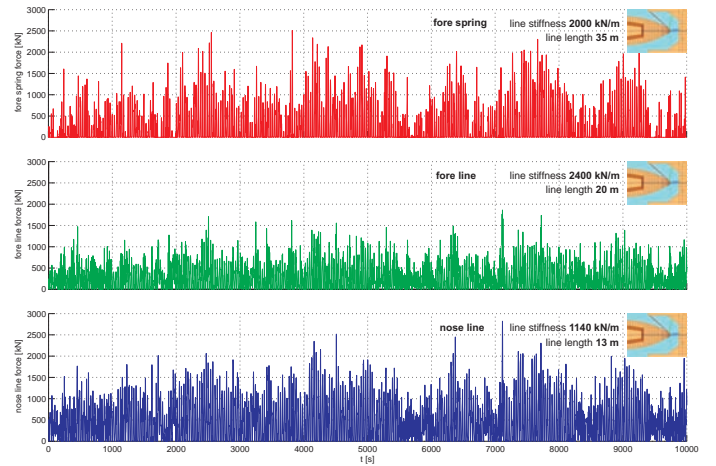 3000
2500
2000
1500
1000
500
0
fore spring force [kN]
fore spring
line stiffness 2000 kN/m
line length 35 m
3000
2500
2000
1500
1000
500
0
fore line force [kN]
fore line
line stiffness 2400 kN/m
line length 20 m
3000
2500
2000
1500
1000
500
0
nose line force [kN]
nose line
line stiffness 1140 kN/m
line length 13 m
0 1000 2000 3000 4000 5000 6000 7000 8000 9000 10000
t [s]